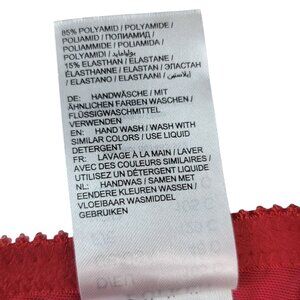 85% POLYAMID / POLYAMIDE /
POLIAMID / ПОЛИАМИД /
POLIAMMIDE / POLIAMIDA /
POLYAMIDI / بولياميد
15% ELASTHAN / ELASTANE /
ÉLASTHANNE / ELASTAN / ЭЛАСТАН /
ELASTANO / ELASTAANI / إيلاستين
DE: HANDWÄSCHE / MIT
ÄHNLICHEN FARBEN WASCHEN /
FLÜSSIGWASCHMITTEL
VERWENDEN
EN: HAND WASH / WASH WITH
SIMILAR COLORS / USE LIQUID
DETERGENT
FR: LAVAGE À LA MAIN / LAVER
AVEC DES COULEURS SIMILAIRES /
UTILISEZ UN DÉTERGENT LIQUIDE
NL: HANDWAS / SAMEN MET
EENDERE KLEUREN WASSEN /
VLOEIBAAR WASMIDDEL
GEBRUIKEN